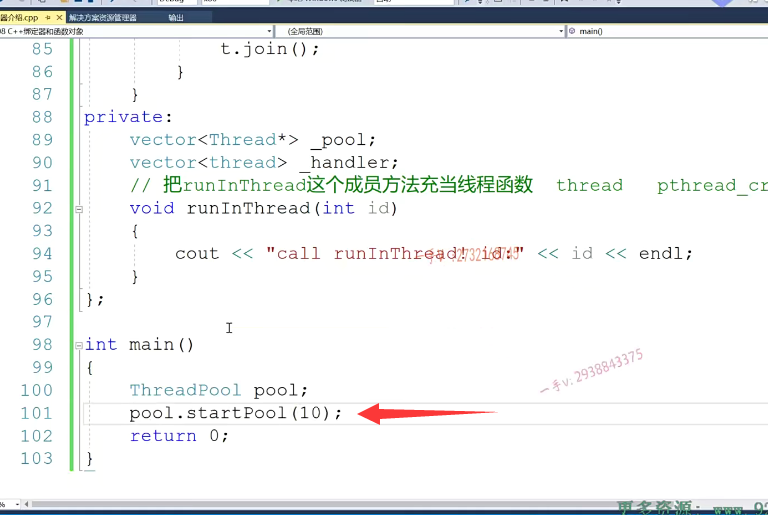 器介绍.cpp 解决方案资源管理器 输出
C++绑定器和函数对象 (全局范围) main()
85 t.join();
86 }
87 }
88 private:
89 vector<Thread*> _pool;
90 vector<thread> _handler;
91 // 把runInThread这个成员方法充当线程函数 thread pthread_cr
92 void runInThread(int id)
93 {
94 cout << "call runInThread! id:" << id << endl;
95 }
96 };
97
98 int main()
99 {
一手v:2938843375
100 ThreadPool pool;
101 pool.startPool(10);
102 return 0;
103 }
更多资源: www.